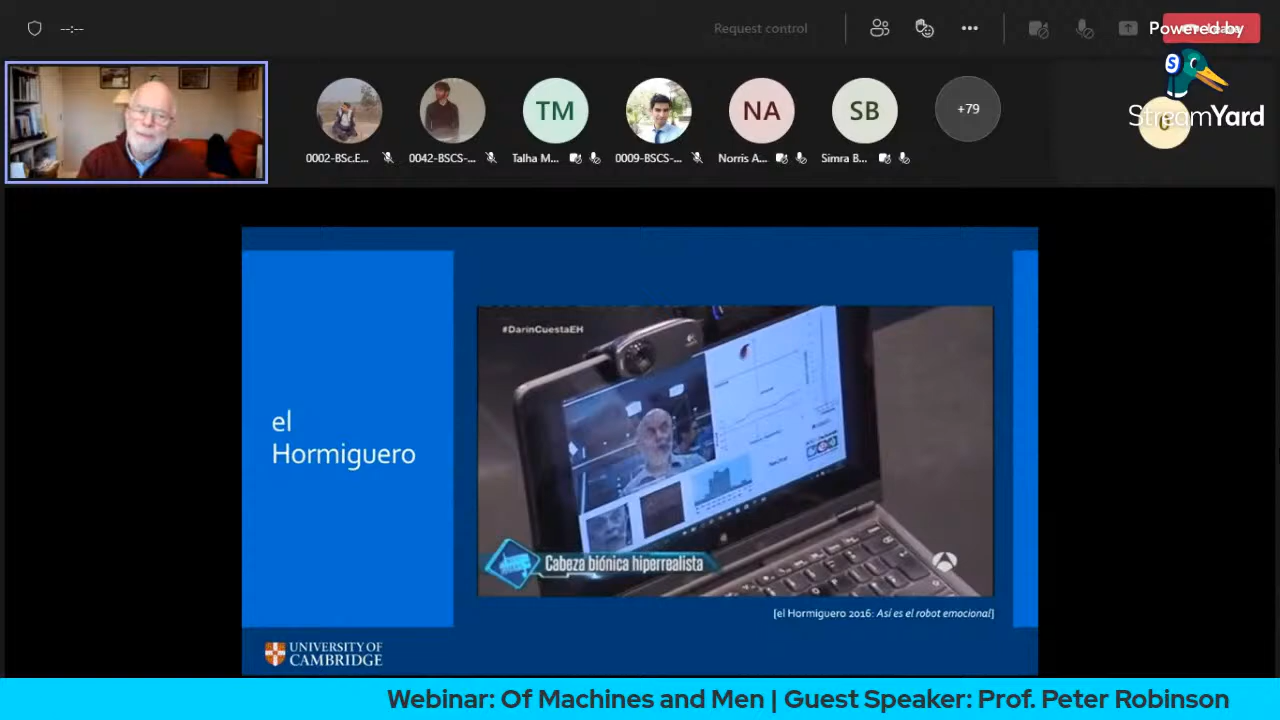 --:--
Request control
Powered by
StreamYard
TM
NA
SB
+79
0002-BSc.E...
0042-BSCS-...
Talha M...
0009-BSCS-...
Norris A...
Simra B...
#DarinCuestaEH
el
Hormiguero
Cabeza biónica hiperrealista
[el Hormiguero 2016: Así es el robot emocional]
UNIVERSITY OF
CAMBRIDGE
Webinar: Of Machines and Men | Guest Speaker: Prof. Peter Robinson